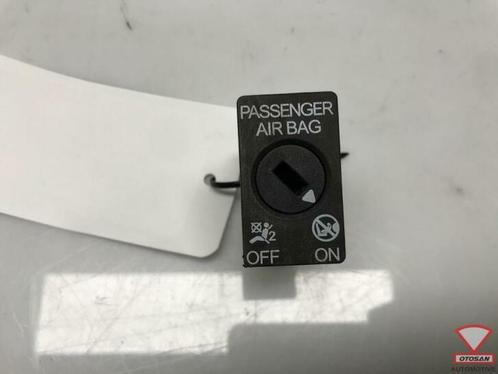 PASSENGER
AIR BAG
2
OFF ON
OTOSAN
AUTOMOTIVE